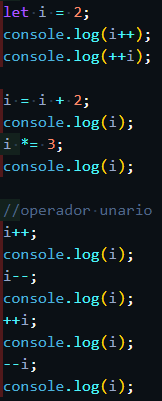 let i = 2;
console.log(i++);
console.log(++i);
i = i + 2;
console.log(i);
i *= 3;
console.log(i);
//operador unario
i++;
console.log(i);
i--;
console.log(i);
++i;
console.log(i);
--i;
console.log(i);